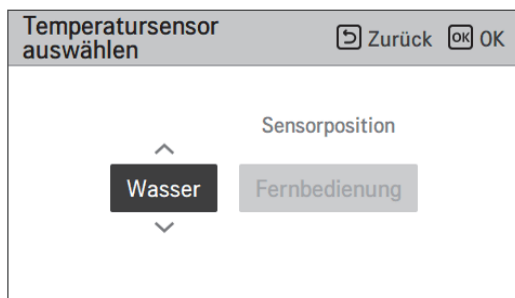 Temperatursensor
auswählen
Zurück
OK OK
Sensorposition
Wasser
Fernbedienung